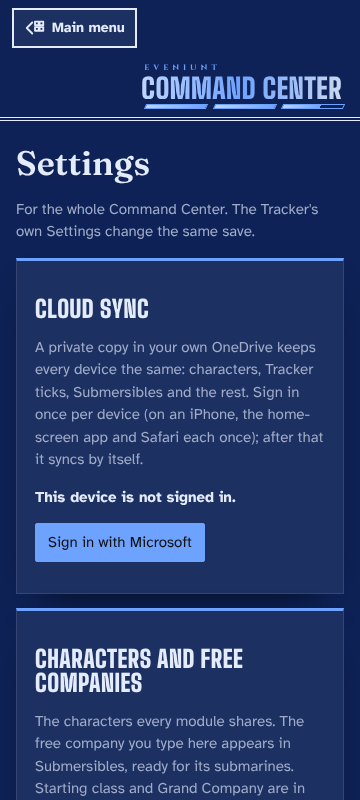 Main menu
EVENIUNT
COMMAND CENTER
Settings
For the whole Command Center. The Tracker's
own Settings change the same save.
CLOUD SYNC
A private copy in your own OneDrive keeps
every device the same: characters, Tracker
ticks, Submersibles and the rest. Sign in
once per device (on an iPhone, the home-
screen app and Safari each once); after that
it syncs by itself.
This device is not signed in.
Sign in with Microsoft
CHARACTERS AND FREE
COMPANIES
The characters every module shares. The
free company you type here appears in
Submersibles, ready for its submarines.
Starting class and Grand Company are in